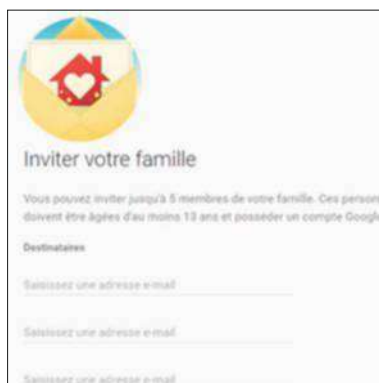 Inviter votre famille
Vous pouvez inviter jusqu'à 5 membres de votre famille. Ces person
doivent être âgées d'au moins 13 ans et posséder un compte Google
Destinataires
Saisissez une adresse e-mail
Saisissez une adresse e-mail
Saisissez une adresse e-mail